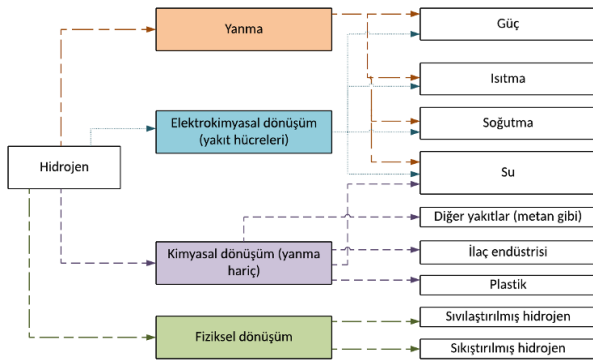 Yanma
Güç
Isıtma
Elektrokimyasal dönüşüm
(yakıt hücreleri)
Soğutma
Hidrojen
Su
Diğer yakıtlar (metan gibi)
Kimyasal dönüşüm (yanma
hariç)
İlaç endüstrisi
Plastik
Fiziksel dönüşüm
Sıvılaştırılmış hidrojen
Sıkıştırılmış hidrojen